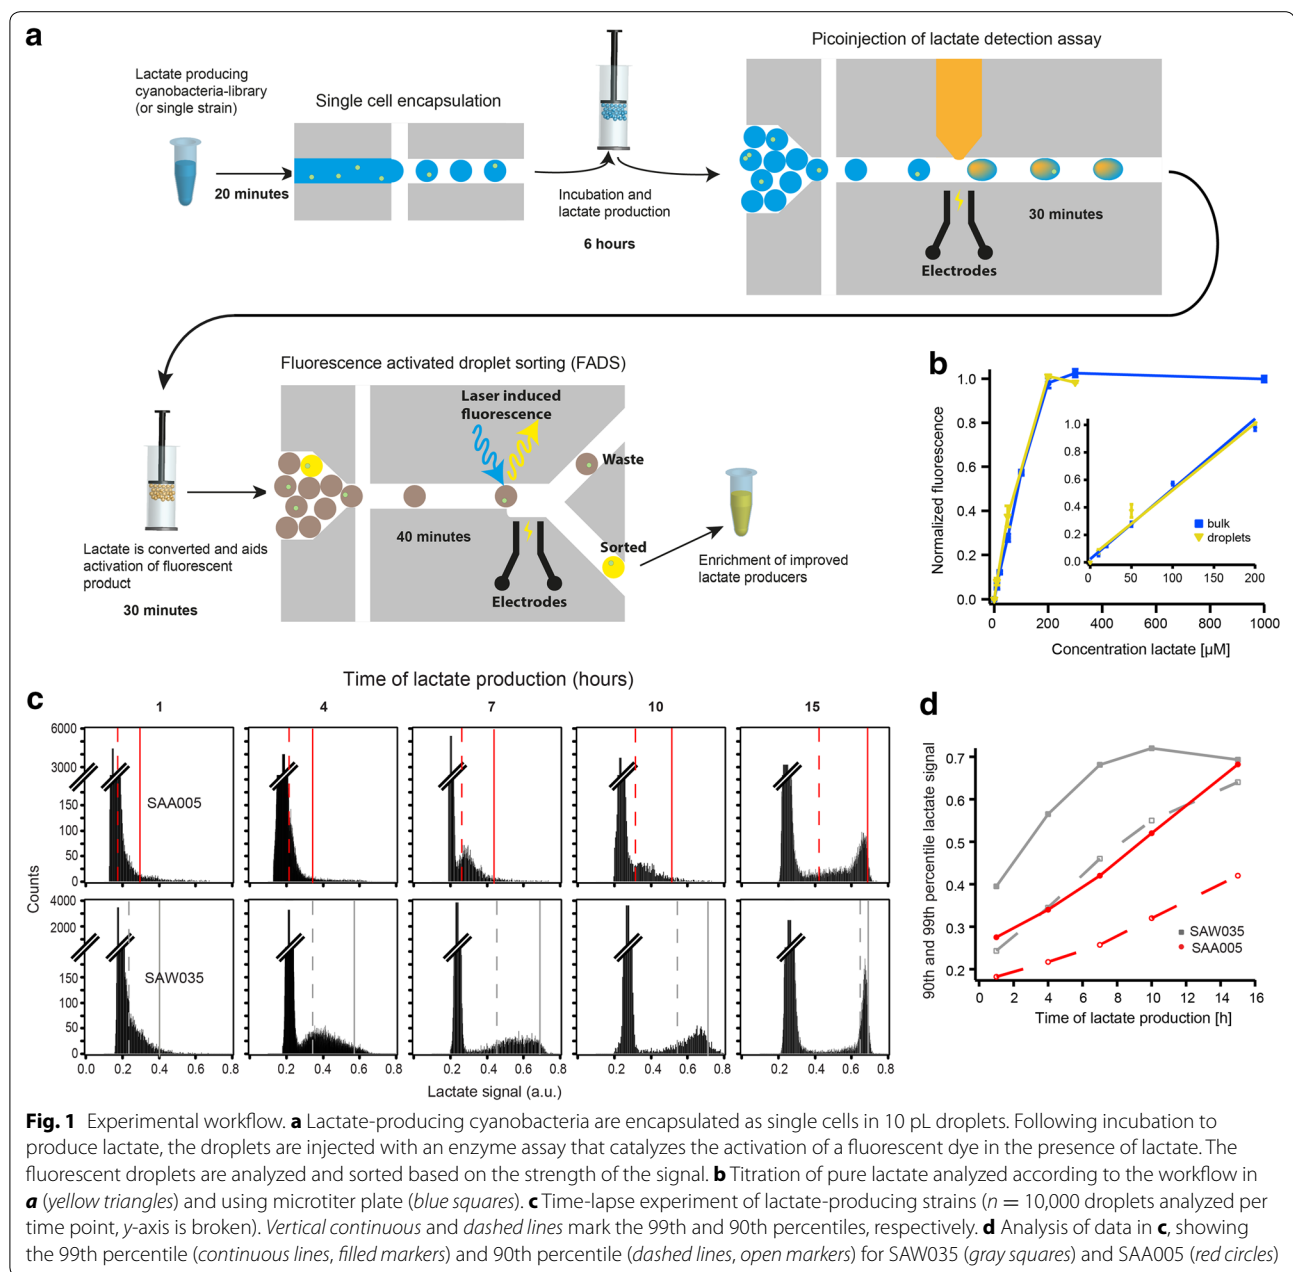 a
Lactate producing
cyanobacteria-library
(or single strain)
20 minutes
Single cell encapsulation
Incubation and
lactate production
6 hours
Picoinjection of lactate detection assay
30 minutes
Electrodes
Lactate is converted and aids
activation of fluorescent
product
30 minutes
Fluorescence activated droplet sorting (FADS)
Laser induced
fluorescence
Waste
40 minutes
Sorted
Electrodes
Enrichment of improved
lactate producers
b
Normalized fluorescence
1.0
0.8
0.6
0.4
0.2
0.0
0 200 400 600 800 1000
Concentration lactate [µM]
1.0
0.8
0.6
0.4
0.2
0.0
0 50 100 150 200
bulk
droplets
c
Time of lactate production (hours)
1 4 7 10 15
Counts
6000
3000
150
100
50
0
SAA005
4000
2000
150
100
50
0
SAW035
0.0 0.2 0.4 0.6 0.8
0.2 0.4 0.6 0.8
0.2 0.4 0.6 0.8
0.2 0.4 0.6 0.8
0.2 0.4 0.6 0.8
Lactate signal (a.u.)
d
90th and 99th percentile lactate signal
0.7
0.6
0.5
0.4
0.3
0.2
SAW035
SAA005
0 2 4 6 8 10 12 14 16
Time of lactate production [h]
Fig. 1 Experimental workflow. a Lactate-producing cyanobacteria are encapsulated as single cells in 10 pL droplets. Following incubation to
produce lactate, the droplets are injected with an enzyme assay that catalyzes the activation of a fluorescent dye in the presence of lactate. The
fluorescent droplets are analyzed and sorted based on the strength of the signal. b Titration of pure lactate analyzed according to the workflow in
a (yellow triangles) and using microtiter plate (blue squares). c Time-lapse experiment of lactate-producing strains (n = 10,000 droplets analyzed per
time point, y-axis is broken). Vertical continuous and dashed lines mark the 99th and 90th percentiles, respectively. d Analysis of data in c, showing
the 99th percentile (continuous lines, filled markers) and 90th percentile (dashed lines, open markers) for SAW035 (gray squares) and SAA005 (red circles)